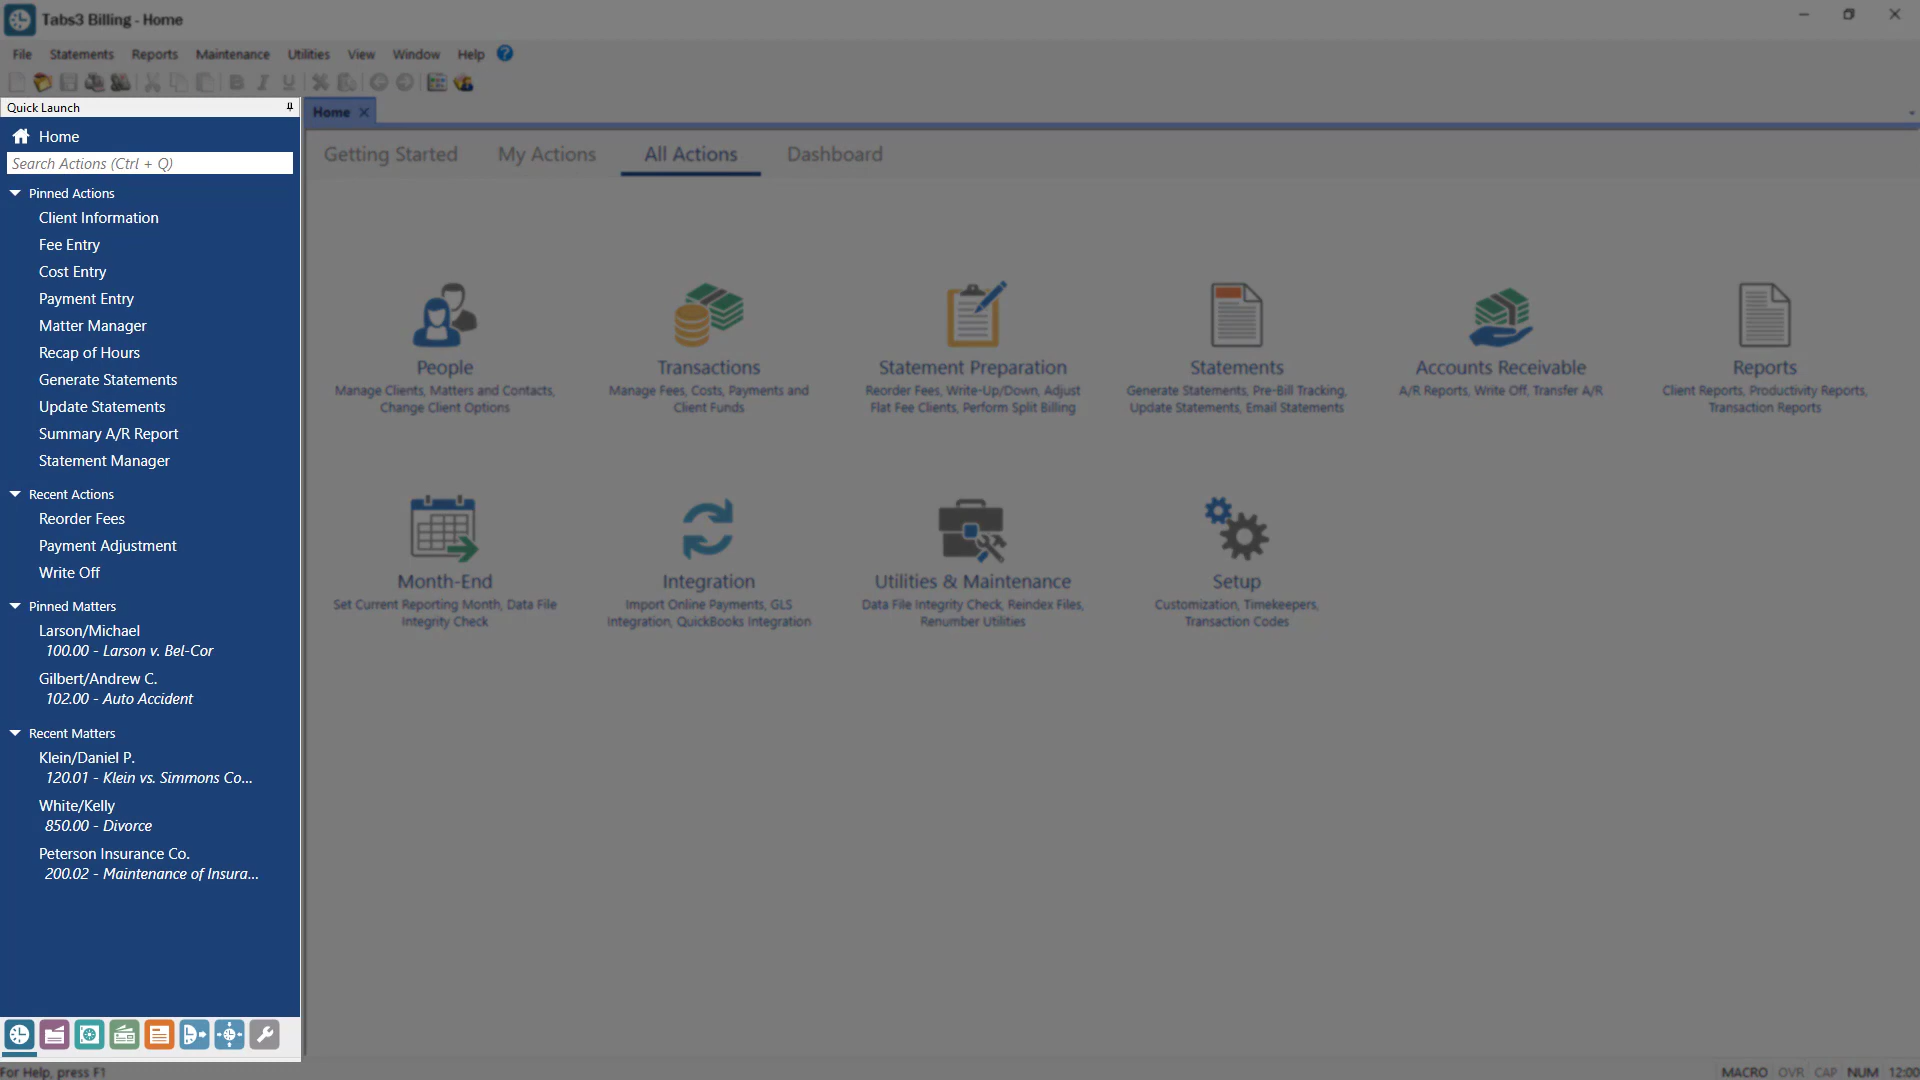 Tabs3 Billing - Home
File Statements Reports Maintenance Utilities View Window Help
Quick Launch
Home
Search Actions (Ctrl + Q)
Pinned Actions
Client Information
Fee Entry
Cost Entry
Payment Entry
Matter Manager
Recap of Hours
Generate Statements
Update Statements
Summary A/R Report
Statement Manager
Recent Actions
Reorder Fees
Payment Adjustment
Write Off
Pinned Matters
Larson/Michael
100.00 - Larson v. Bel-Cor
Gilbert/Andrew C.
102.00 - Auto Accident
Recent Matters
Klein/Daniel P.
120.01 - Klein vs. Simmons Co...
White/Kelly
850.00 - Divorce
Peterson Insurance Co.
200.02 - Maintenance of Insura...
Home
Getting Started My Actions All Actions Dashboard
People
Manage Clients, Matters and Contacts,
Change Client Options
Transactions
Manage Fees, Costs, Payments and
Client Funds
Statement Preparation
Reorder Fees, Write-Up/Down, Adjust
Flat Fee Clients, Perform Split Billing
Statements
Generate Statements, Pre-Bill Tracking,
Update Statements, Email Statements
Accounts Receivable
A/R Reports, Write Off, Transfer A/R
Reports
Client Reports, Productivity Reports,
Transaction Reports
Month-End
Set Current Reporting Month, Data File
Integrity Check
Integration
Import Online Payments, GLS
Integration, QuickBooks Integration
Utilities & Maintenance
Data File Integrity Check, Reindex Files,
Renumber Utilities
Setup
Customization, Timekeepers,
Transaction Codes
For Help, press F1
MACRO OVR CAP NUM 12:00